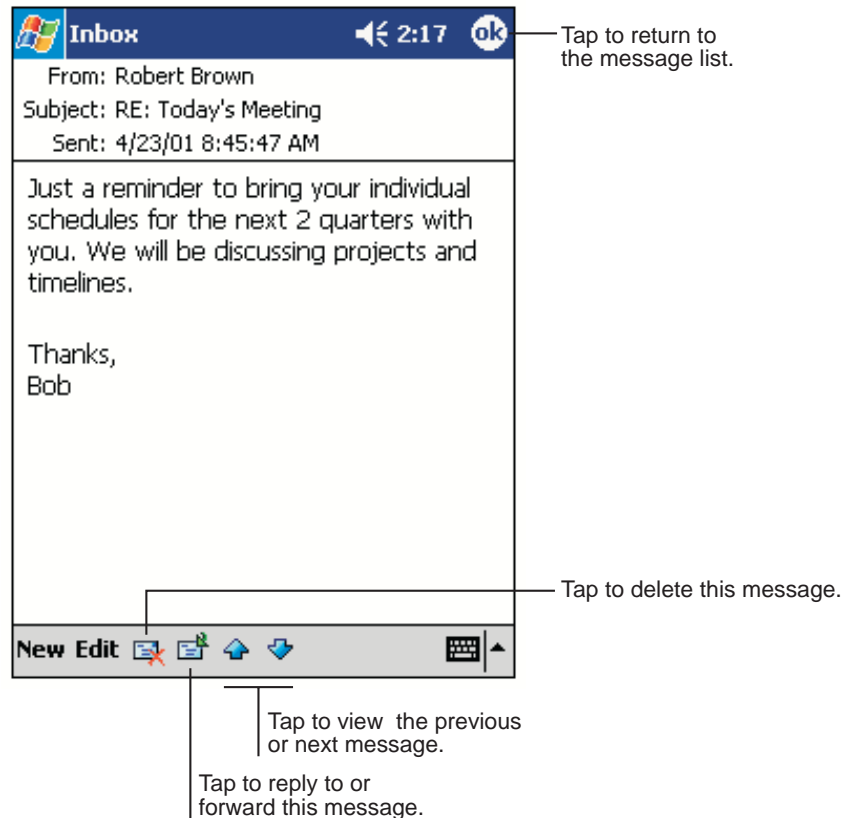 Inbox 2:17 ok
Tap to return to
the message list.
From: Robert Brown
Subject: RE: Today's Meeting
Sent: 4/23/01 8:45:47 AM
Just a reminder to bring your individual
schedules for the next 2 quarters with
you. We will be discussing projects and
timelines.
Thanks,
Bob
Tap to delete this message.
New Edit
Tap to view the previous
or next message.
Tap to reply to or
forward this message.